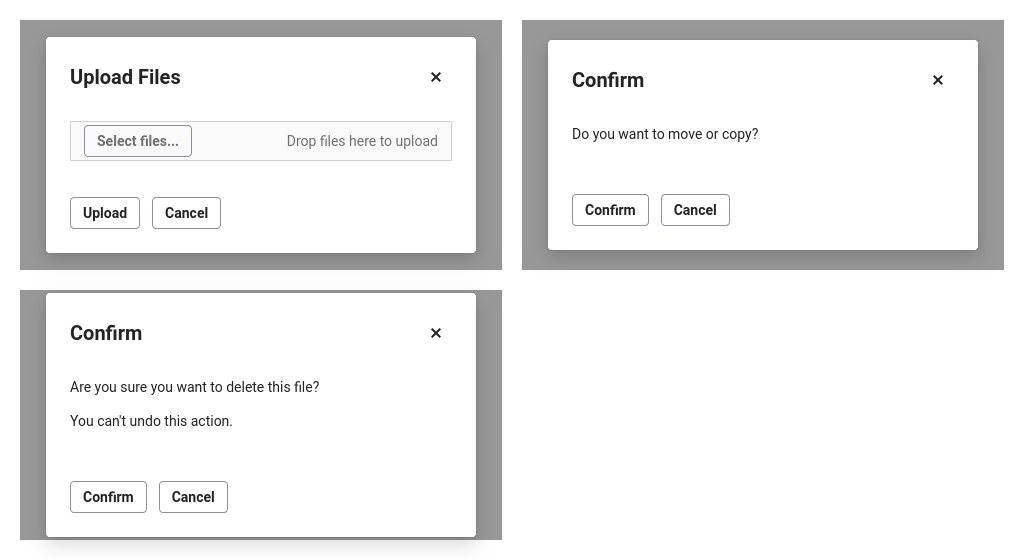 Upload Files ×
Select files... Drop files here to upload
Upload Cancel
Confirm ×
Do you want to move or copy?
Confirm Cancel
Confirm ×
Are you sure you want to delete this file?
You can't undo this action.
Confirm Cancel